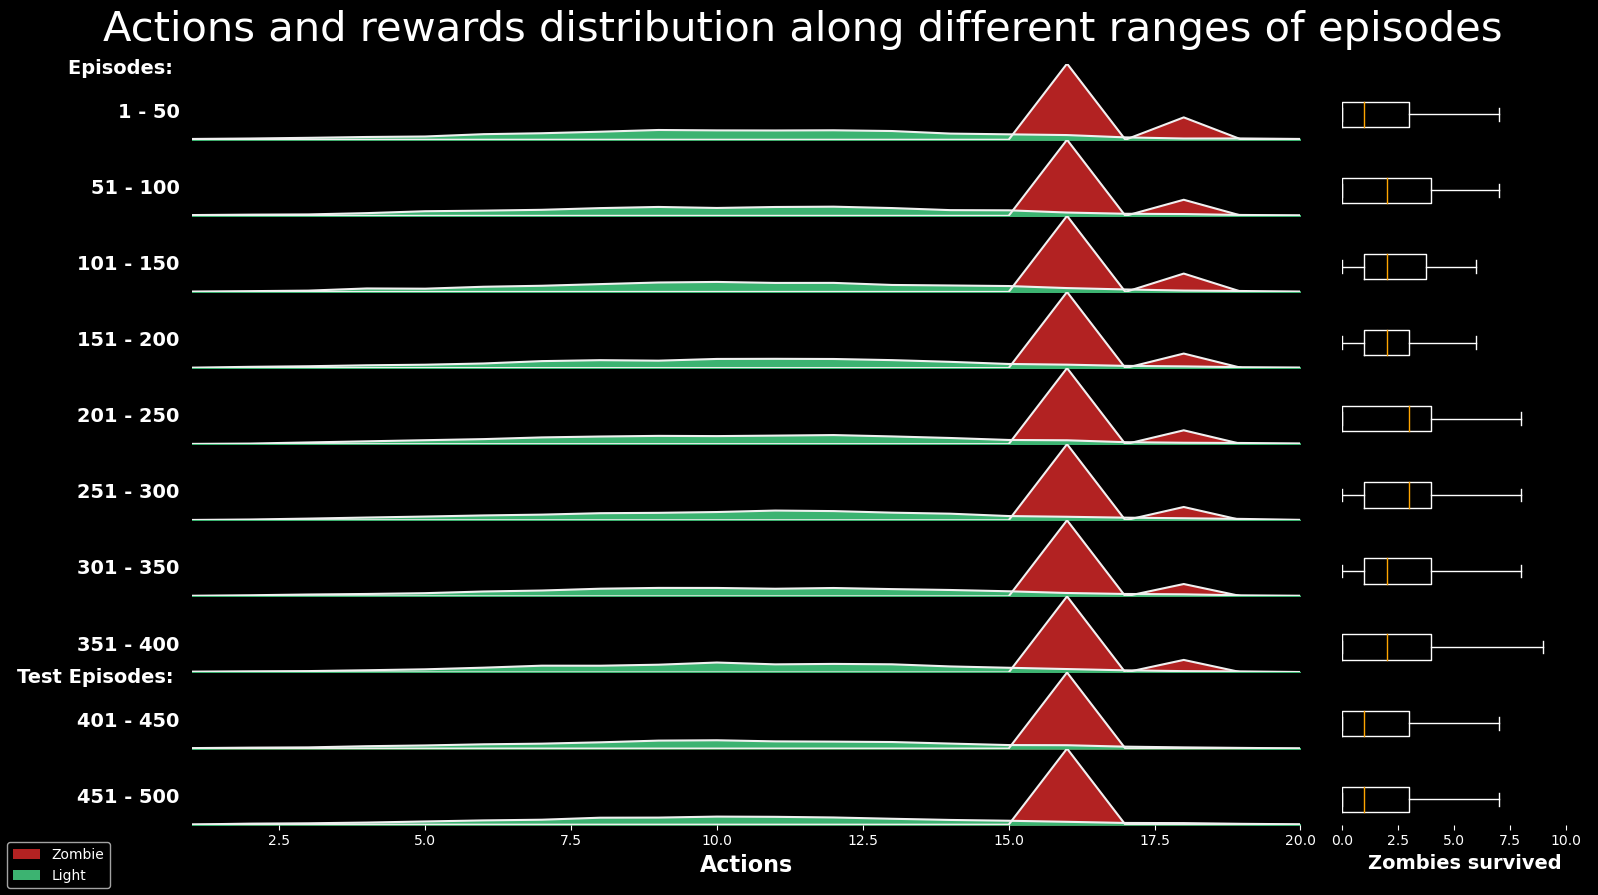 Actions and rewards distribution along different ranges of episodes
Episodes:
1 - 50
51 - 100
101 - 150
151 - 200
201 - 250
251 - 300
301 - 350
351 - 400
Test Episodes:
401 - 450
451 - 500
2.5 5.0 7.5 10.0 12.5 15.0 17.5 20.0
0.0 2.5 5.0 7.5 10.0
Actions
Zombies survived
Zombie
Light